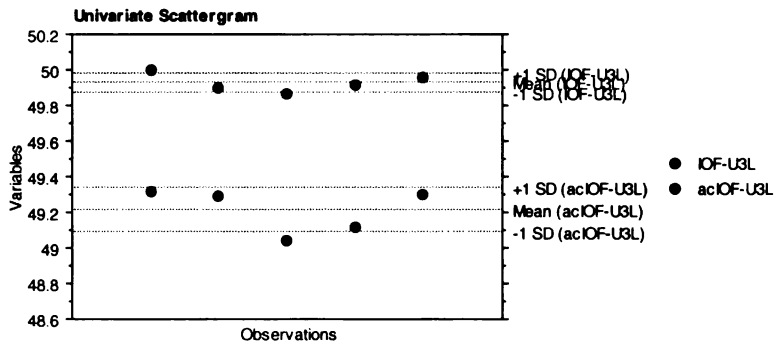 Univariate Scattergram
50.2
50
49.8
49.6
49.4
49.2
49
48.8
48.6
Variables
Observations
+1 SD (IOF-U3L)
Mean (IOF-U3L)
-1 SD (IOF-U3L)
+1 SD (acIOF-U3L)
Mean (acIOF-U3L)
-1 SD (acIOF-U3L)
IOF-U3L
acIOF-U3L